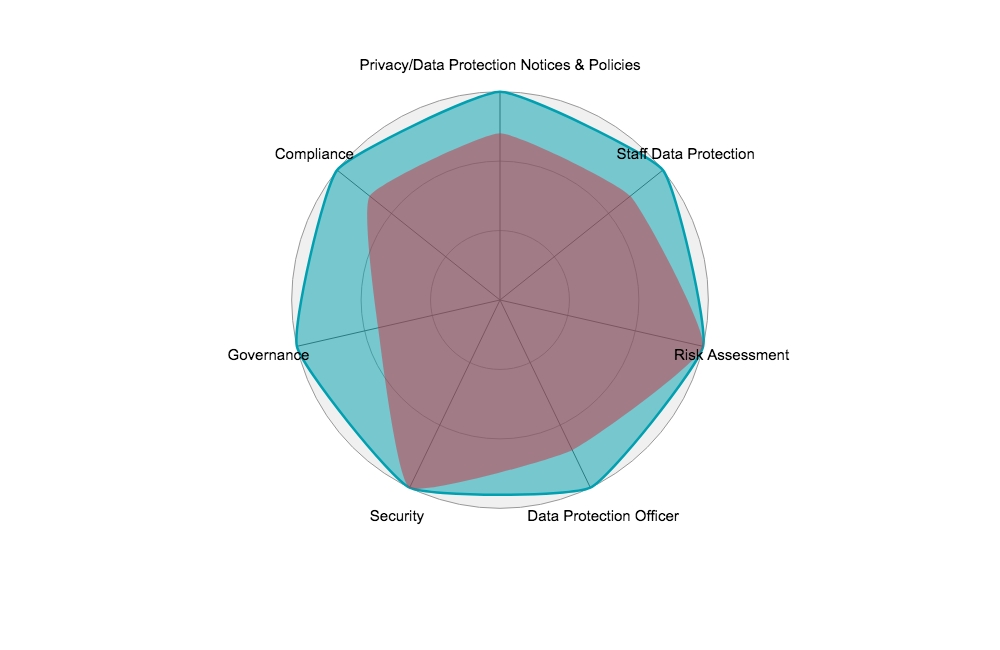 Privacy/Data Protection Notices & Policies
Compliance
Staff Data Protection
Governance
Risk Assessment
Security
Data Protection Officer